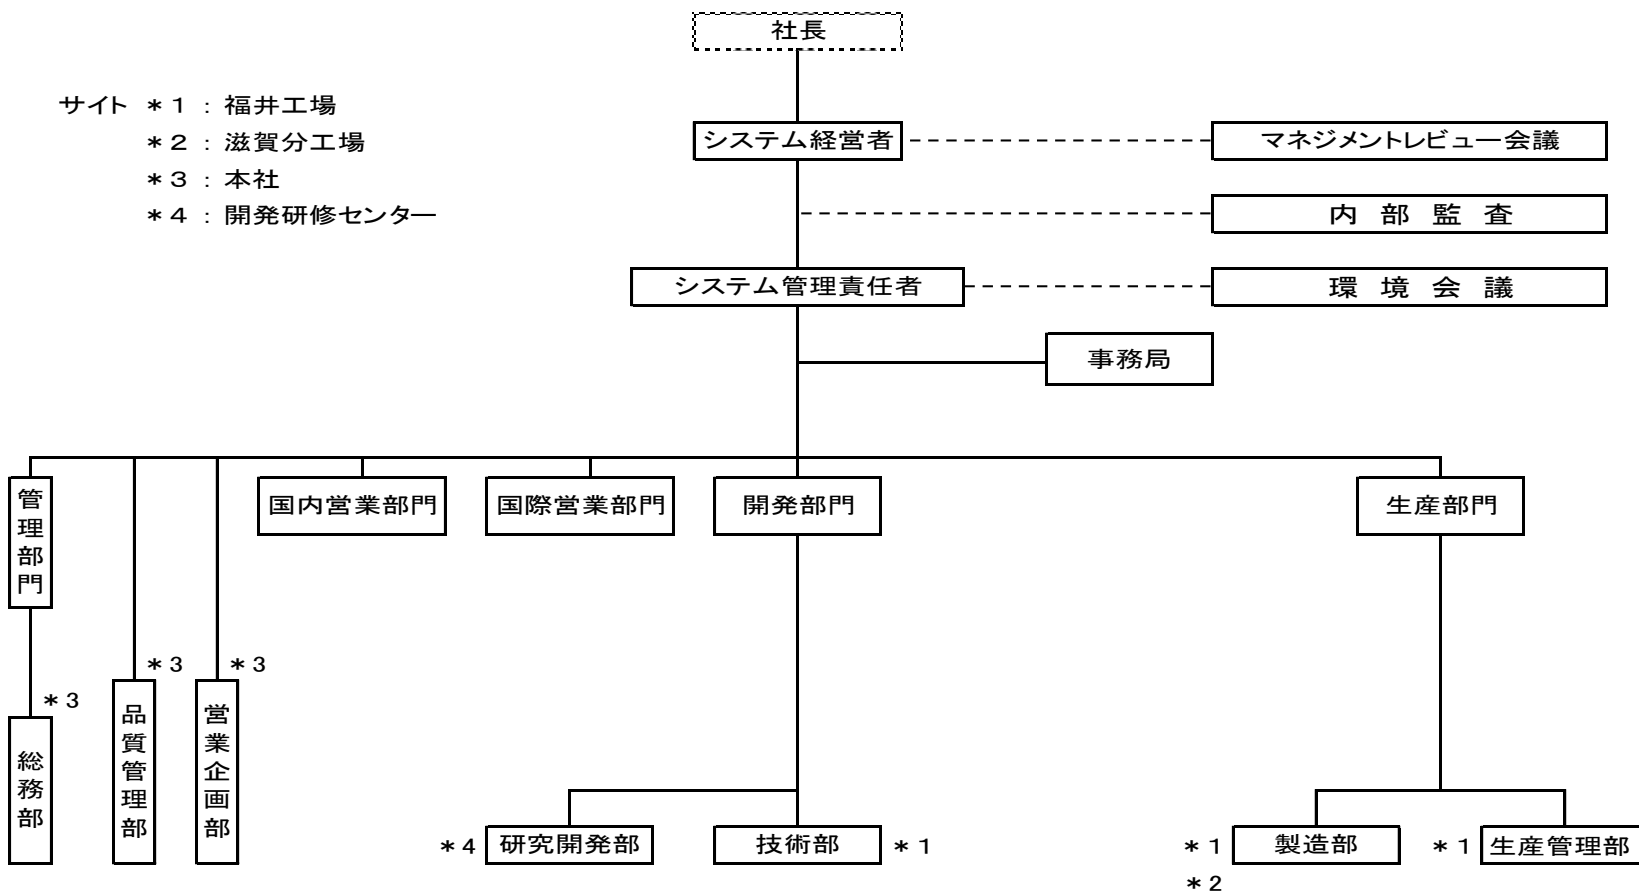 社長
サイト ＊1 : 福井工場
＊2 : 滋賀分工場
＊3 : 本社
＊4 : 開発研修センター
システム経営者
マネジメントレビュー会議
内部監査
システム管理責任者
環境会議
事務局
管理部門
国内営業部門
国際営業部門
開発部門
生産部門
＊3
＊3
＊3
総務部
品質管理部
営業企画部
＊4
研究開発部
技術部
＊1
＊1
＊2
製造部
＊1
生産管理部